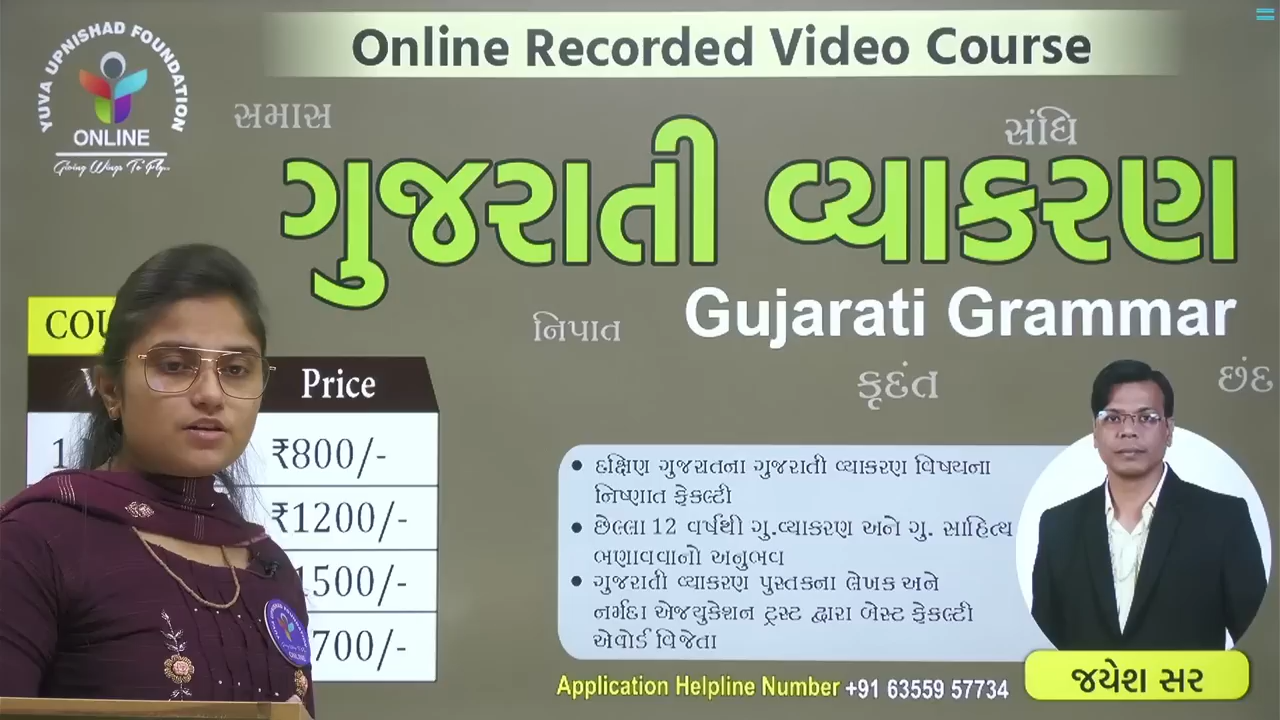 YUVA UPNISHAD FOUNDATION
ONLINE
Giving Wings To Fly..
Online Recorded Video Course
સમાસ
સંધિ
ગુજરાતી વ્યાકરણ
Gujarati Grammar
નિપાત
કૃદંત
છંદ
Price
₹800/-
₹1200/-
1500/-
700/-
• દક્ષિણ ગુજરાતના ગુજરાતી વ્યાકરણ વિષયના
નિષ્ણાત ફેકલ્ટી
• છેલ્લા 12 વર્ષથી ગુ.વ્યાકરણ અને ગુ. સાહિત્ય
ભણાવવાનો અનુભવ
• ગુજરાતી વ્યાકરણ પુસ્તકના લેખક અને
નર્મદા એજયુકેશન ટ્રસ્ટ દ્વારા બેસ્ટ ફેકલ્ટી
એવોર્ડ વિજેતા
Application Helpline Number +91 63559 57734
જયેશ સર